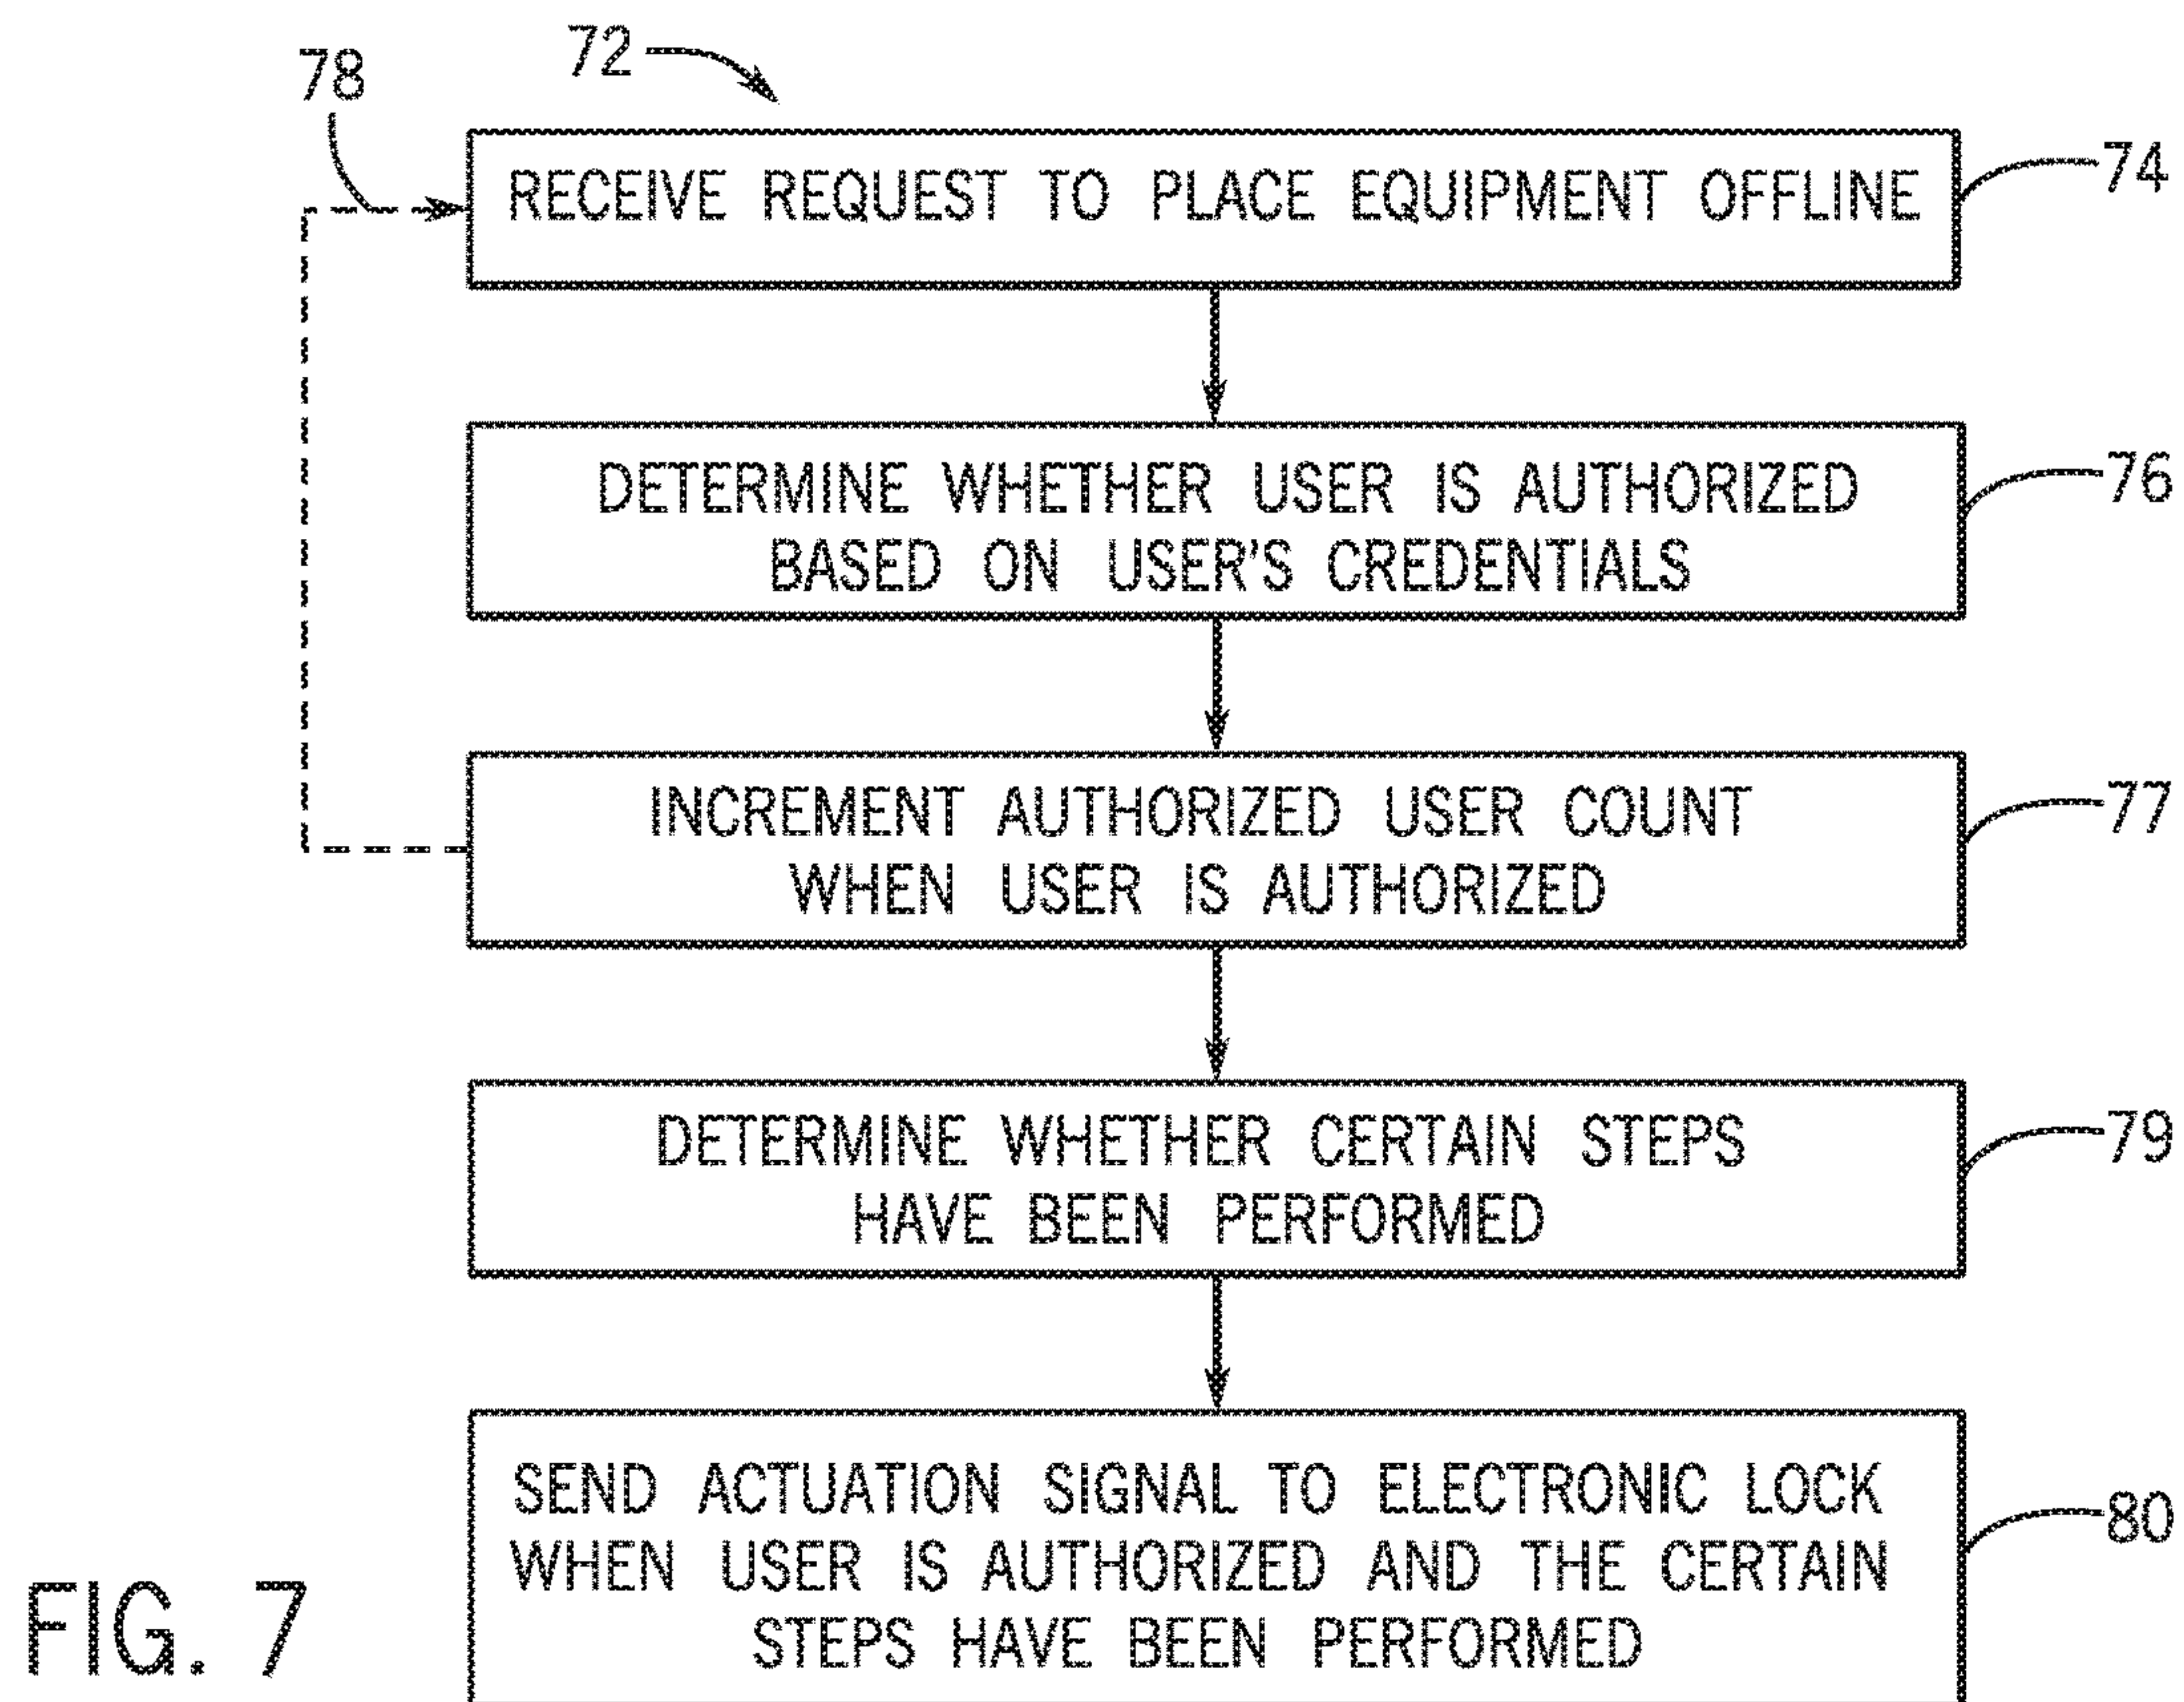 78
72
RECEIVE REQUEST TO PLACE EQUIPMENT OFFLINE
74
DETERMINE WHETHER USER IS AUTHORIZED
BASED ON USER'S CREDENTIALS
76
INCREMENT AUTHORIZED USER COUNT
WHEN USER IS AUTHORIZED
77
DETERMINE WHETHER CERTAIN STEPS
HAVE BEEN PERFORMED
79
SEND ACTUATION SIGNAL TO ELECTRONIC LOCK
WHEN USER IS AUTHORIZED AND THE CERTAIN
STEPS HAVE BEEN PERFORMED
80
FIG. 7